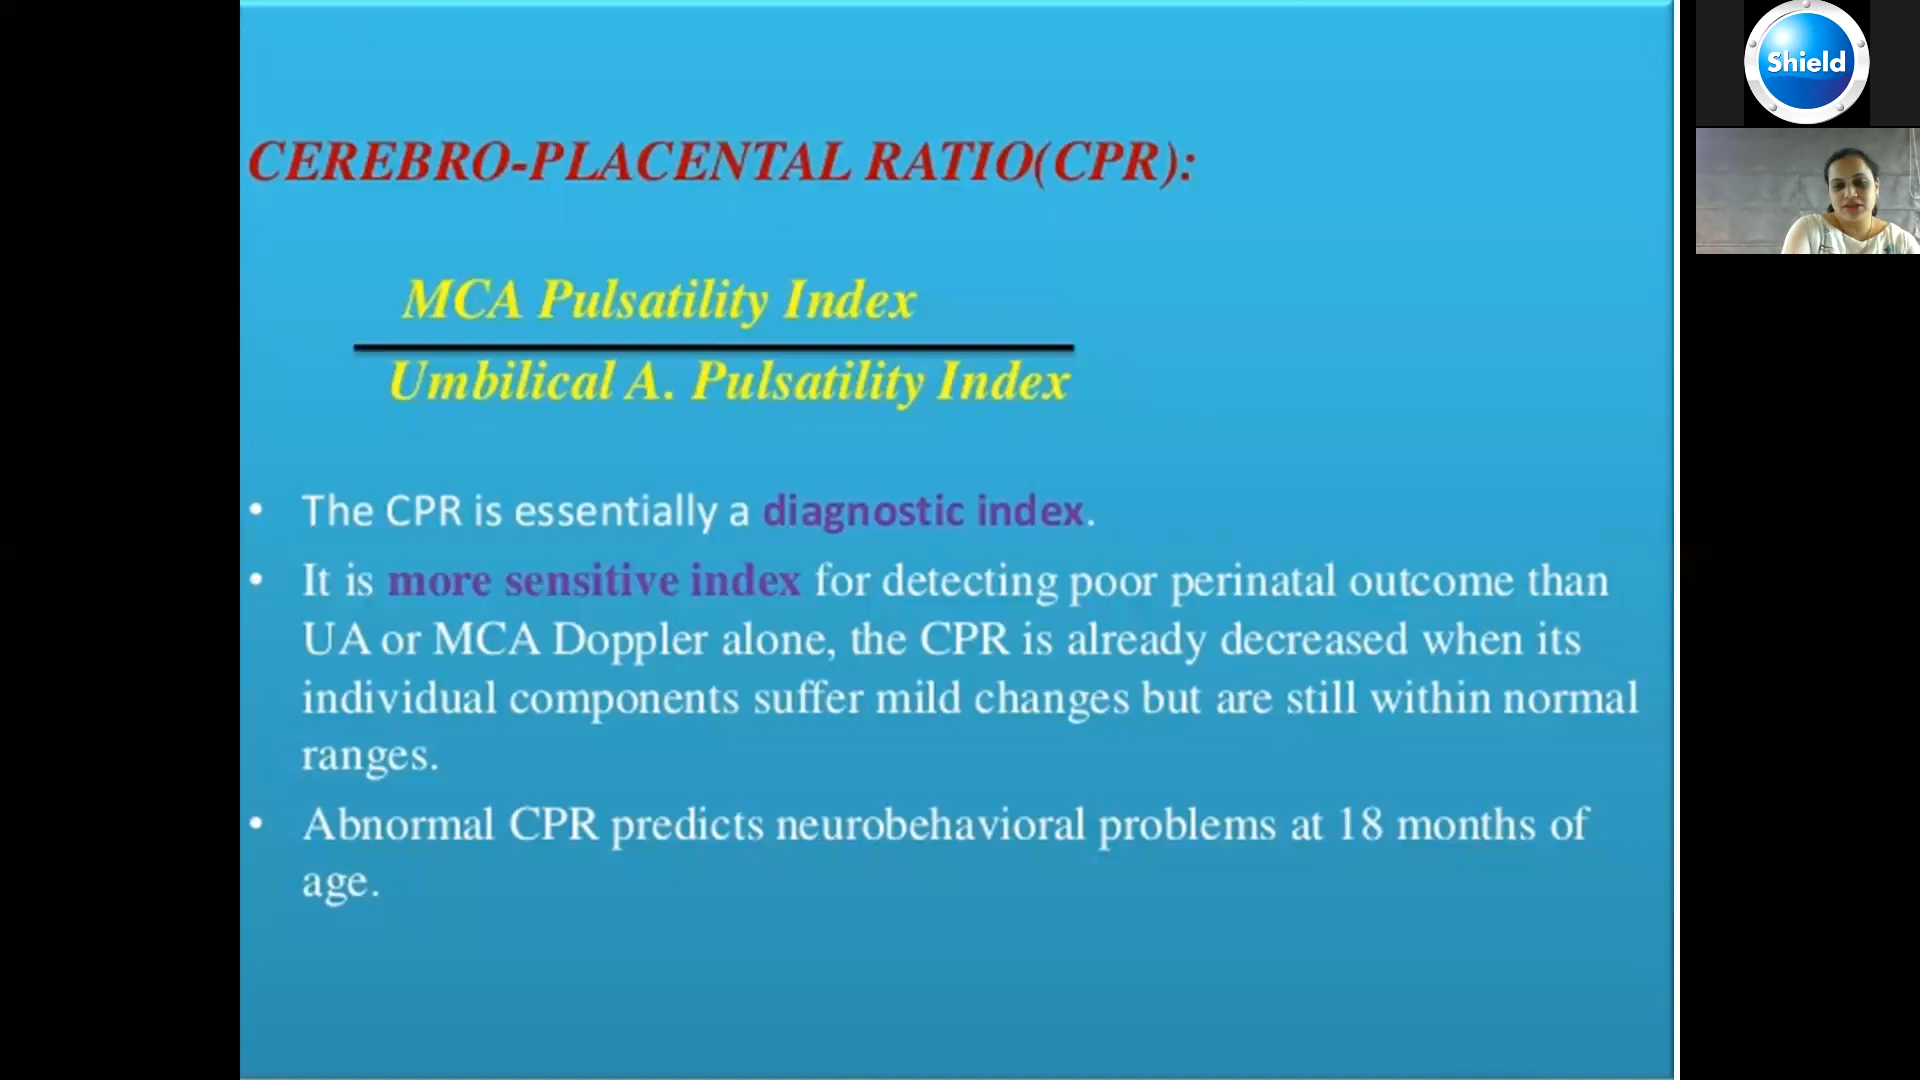 CEREBRO-PLACENTAL RATIO(CPR):
MCA Pulsatility Index
Umbilical A. Pulsatility Index
• The CPR is essentially a diagnostic index.
• It is more sensitive index for detecting poor perinatal outcome than
UA or MCA Doppler alone, the CPR is already decreased when its
individual components suffer mild changes but are still within normal
ranges.
• Abnormal CPR predicts neurobehavioral problems at 18 months of
age.
Shield